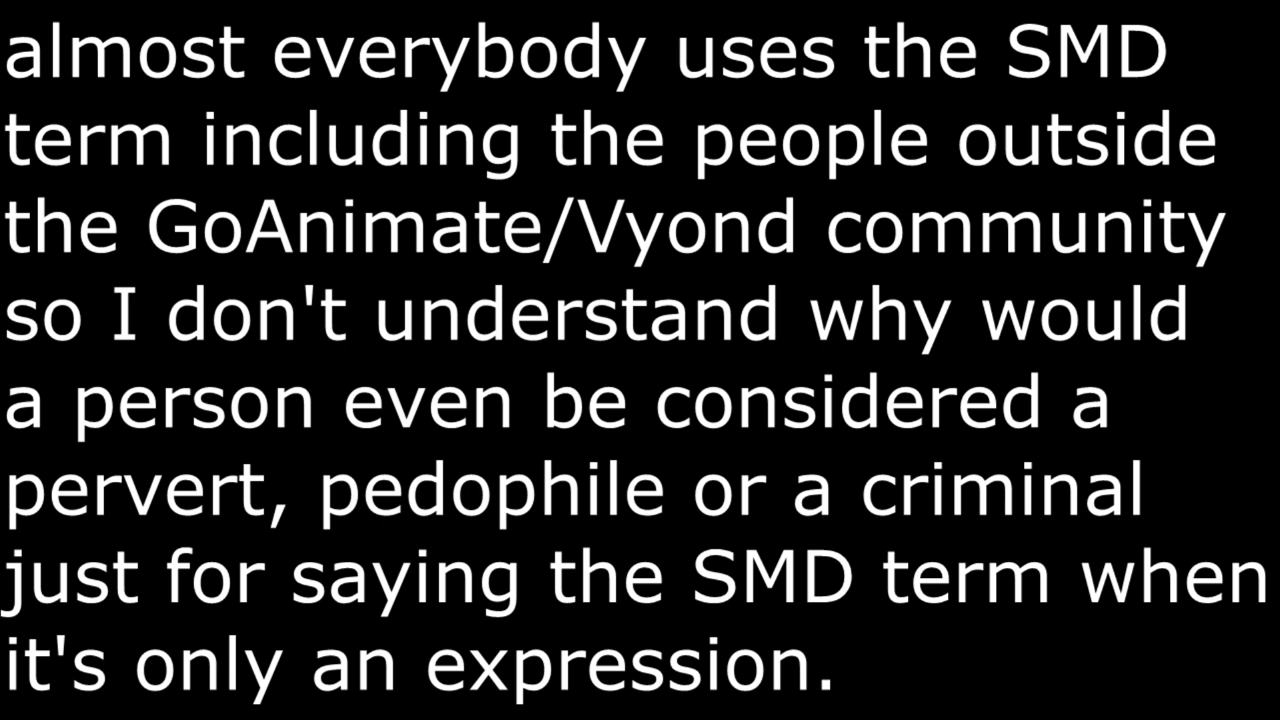 almost everybody uses the SMD
term including the people outside
the GoAnimate/Vyond community
so I don't understand why would
a person even be considered a
pervert, pedophile or a criminal
just for saying the SMD term when
it's only an expression.